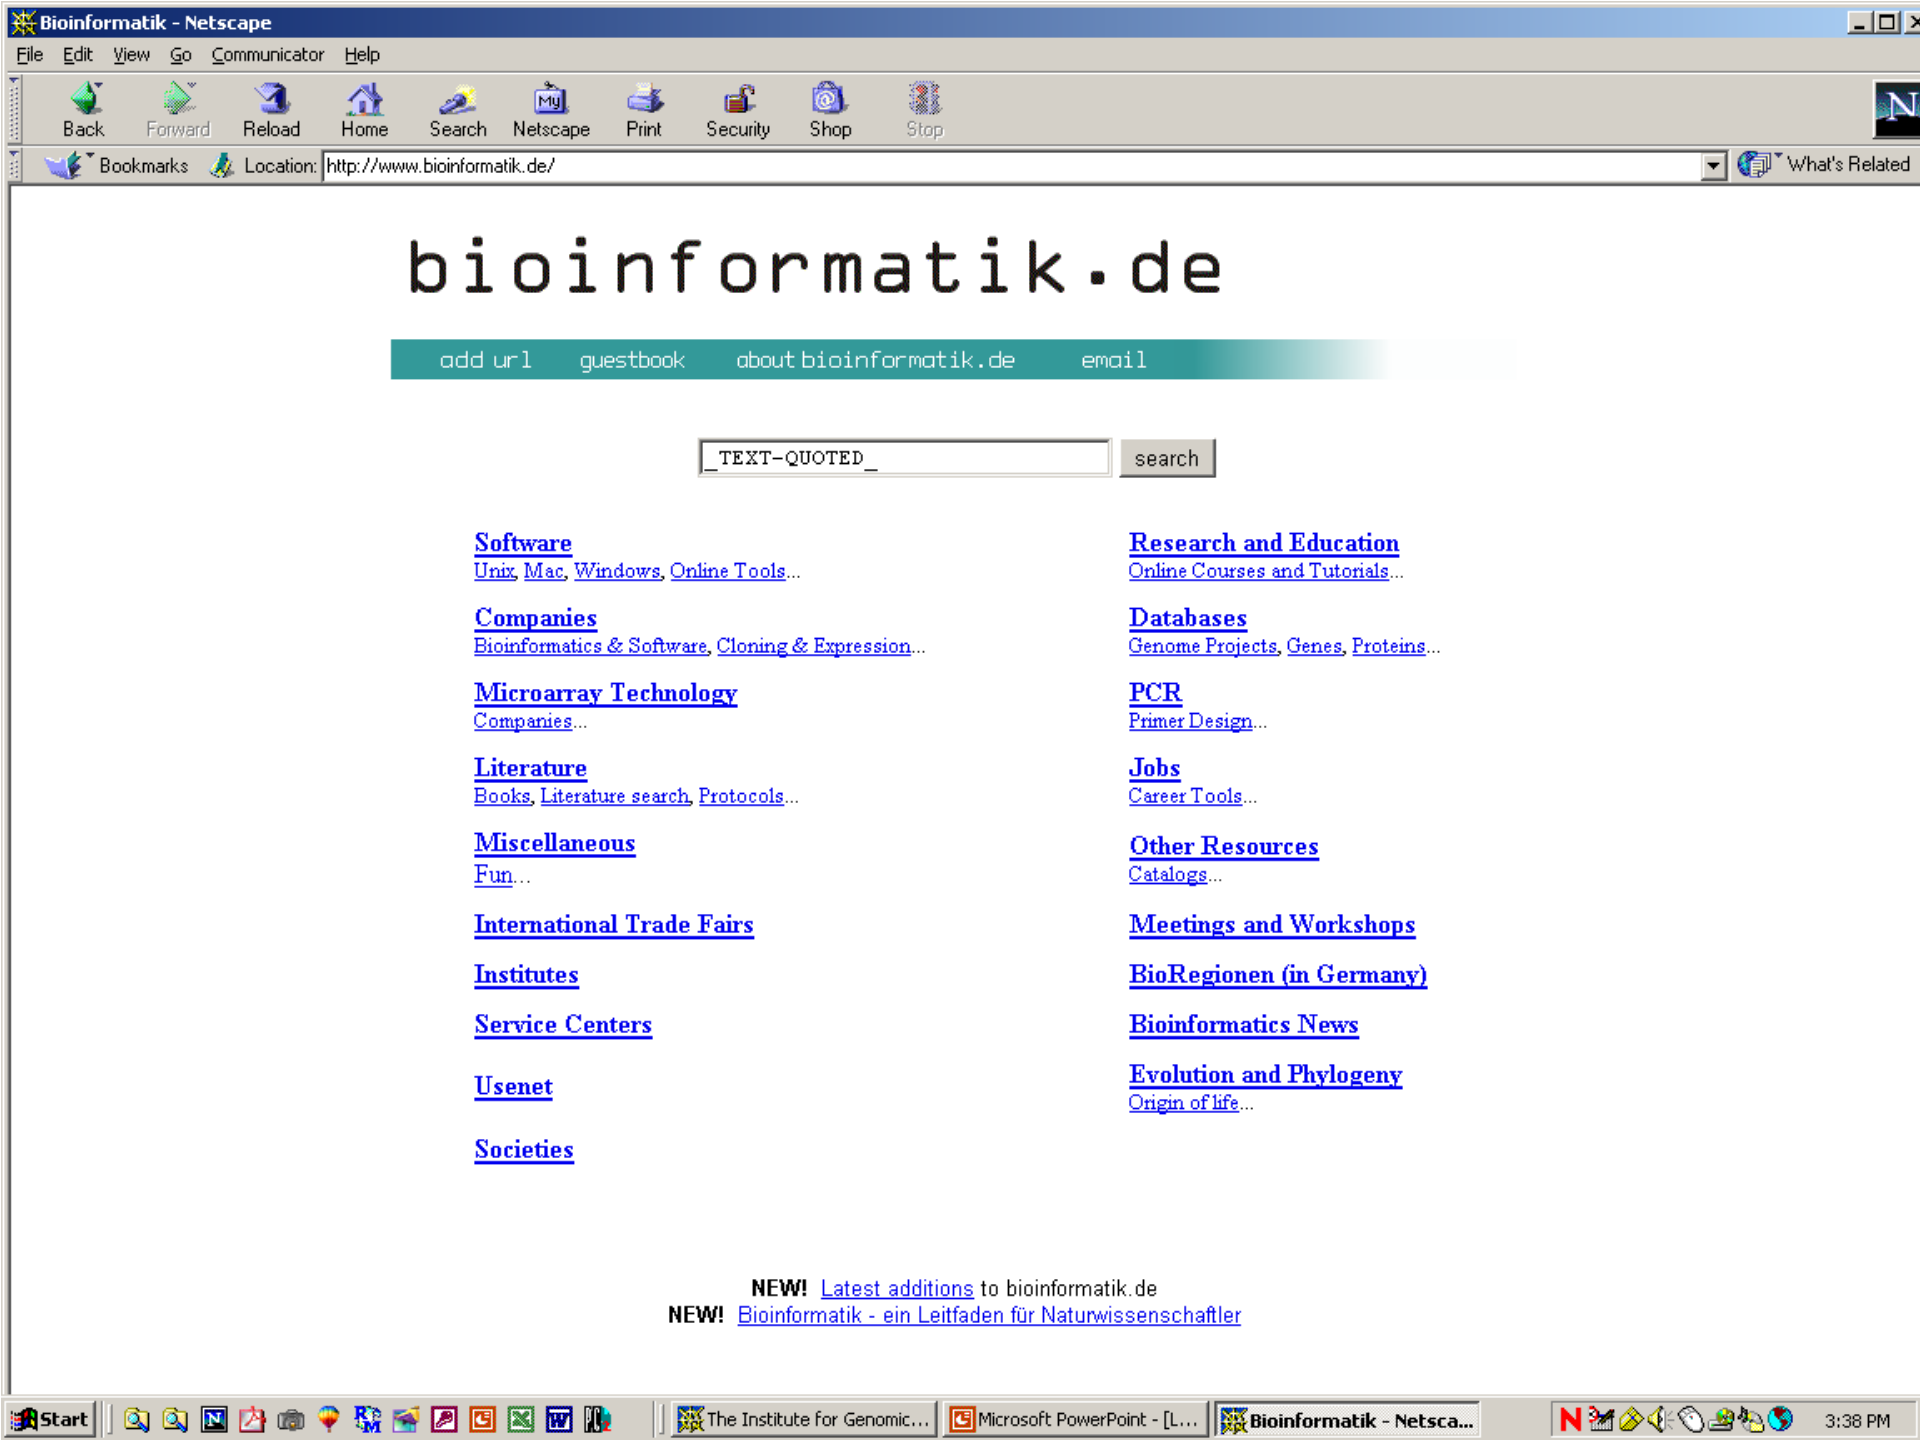 Bioinformatik - Netscape
File Edit View Go Communicator Help
Back Forward Reload Home Search Netscape Print Security Shop Stop
Bookmarks Location: http://www.bioinformatik.de/ What's Related
bioinformatik.de
add url guestbook about bioinformatik.de email
_TEXT-QUOTED_ search
Software
Unix, Mac, Windows, Online Tools...
Companies
Bioinformatics & Software, Cloning & Expression...
Microarray Technology
Companies...
Literature
Books, Literature search, Protocols...
Miscellaneous
Fun...
International Trade Fairs
Institutes
Service Centers
Usenet
Societies
Research and Education
Online Courses and Tutorials...
Databases
Genome Projects, Genes, Proteins...
PCR
Primer Design...
Jobs
Career Tools...
Other Resources
Catalogs...
Meetings and Workshops
BioRegionen (in Germany)
Bioinformatics News
Evolution and Phylogeny
Origin of life...
NEW! Latest additions to bioinformatik.de
NEW! Bioinformatik - ein Leitfaden für Naturwissenschaftler
Start The Institute for Genomic... Microsoft PowerPoint - [L... Bioinformatik - Netsca... 3:38 PM